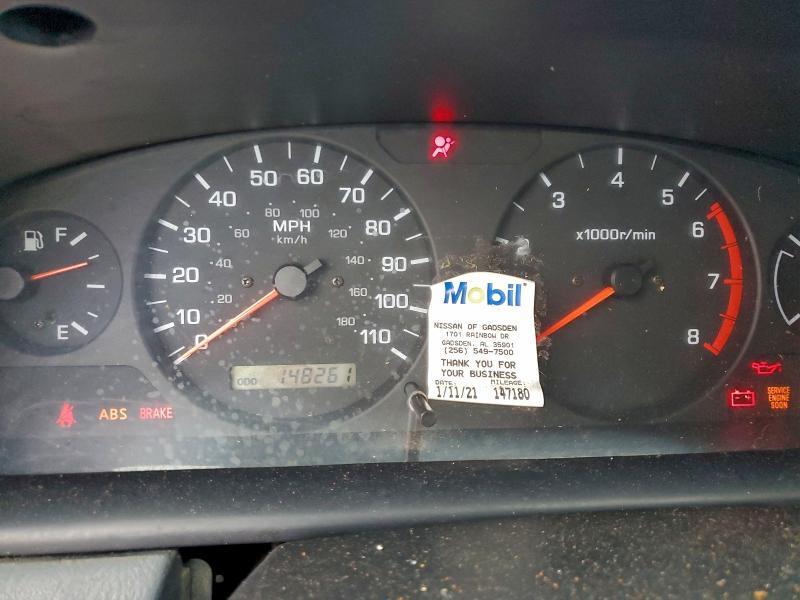 F
E
0
10
20
30
40
50
60
70
80
90
100
110
MPH
km/h
20
40
60
80
100
120
140
160
180
ODO 148261
ABS BRAKE
Mobil
NISSAN OF GADSDEN
1701 RAINBOW DR
GADSDEN, AL 35901
(256) 549-7500
THANK YOU FOR
YOUR BUSINESS
DATE: MILEAGE:
1/11/21 147180
3
4
5
6
7
8
x1000r/min
SERVICE
ENGINE
SOON